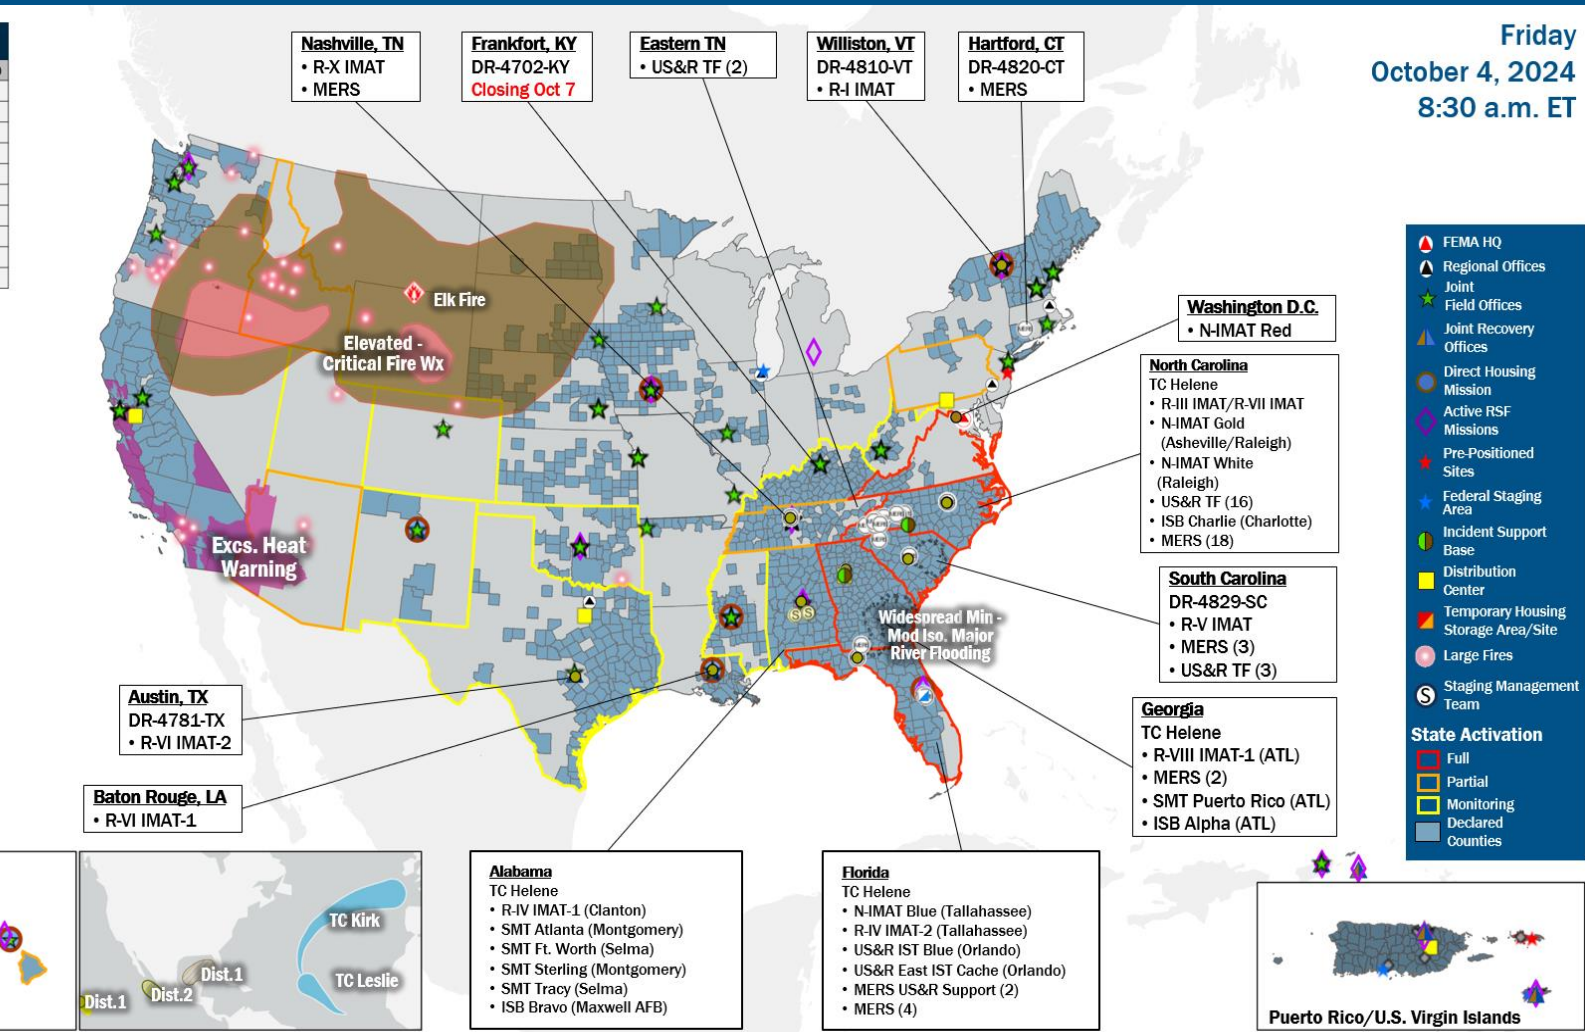 Friday
October 4, 2024
8:30 a.m. ET
Nashville, TN
• R-X IMAT
• MERS
Frankfort, KY
DR-4702-KY
Closing Oct 7
Eastern TN
• US&R TF (2)
Williston, VT
DR-4810-VT
• R-I IMAT
Hartford, CT
DR-4820-CT
• MERS
Elk Fire
Elevated -
Critical Fire Wx
Excs. Heat
Warning
Widespread Min -
Mod Iso. Major
River Flooding
Washington D.C.
• N-IMAT Red
North Carolina
TC Helene
• R-III IMAT/R-VII IMAT
• N-IMAT Gold
(Asheville/Raleigh)
• N-IMAT White
(Raleigh)
• US&R TF (16)
• ISB Charlie (Charlotte)
• MERS (18)
South Carolina
DR-4829-SC
• R-V IMAT
• MERS (3)
• US&R TF (3)
Georgia
TC Helene
• R-VIII IMAT-1 (ATL)
• MERS (2)
• SMT Puerto Rico (ATL)
• ISB Alpha (ATL)
Austin, TX
DR-4781-TX
• R-VI IMAT-2
Baton Rouge, LA
• R-VI IMAT-1
Alabama
TC Helene
• R-IV IMAT-1 (Clanton)
• SMT Atlanta (Montgomery)
• SMT Ft. Worth (Selma)
• SMT Sterling (Montgomery)
• SMT Tracy (Selma)
• ISB Bravo (Maxwell AFB)
Florida
TC Helene
• N-IMAT Blue (Tallahassee)
• R-IV IMAT-2 (Tallahassee)
• US&R IST Blue (Orlando)
• US&R East IST Cache (Orlando)
• MERS US&R Support (2)
• MERS (4)
FEMA HQ
Regional Offices
Joint
Field Offices
Joint Recovery
Offices
Direct Housing
Mission
Active RSF
Missions
Pre-Positioned
Sites
Federal Staging
Area
Incident Support
Base
Distribution
Center
Temporary Housing
Storage Area/Site
Large Fires
S
Staging Management
Team
State Activation
Full
Partial
Monitoring
Declared
Counties
TC Kirk
TC Leslie
Dist.1
Dist.2
Dist.1
Puerto Rico/U.S. Virgin Islands
MERS
MERS
MERS
MERS
MERS
S S